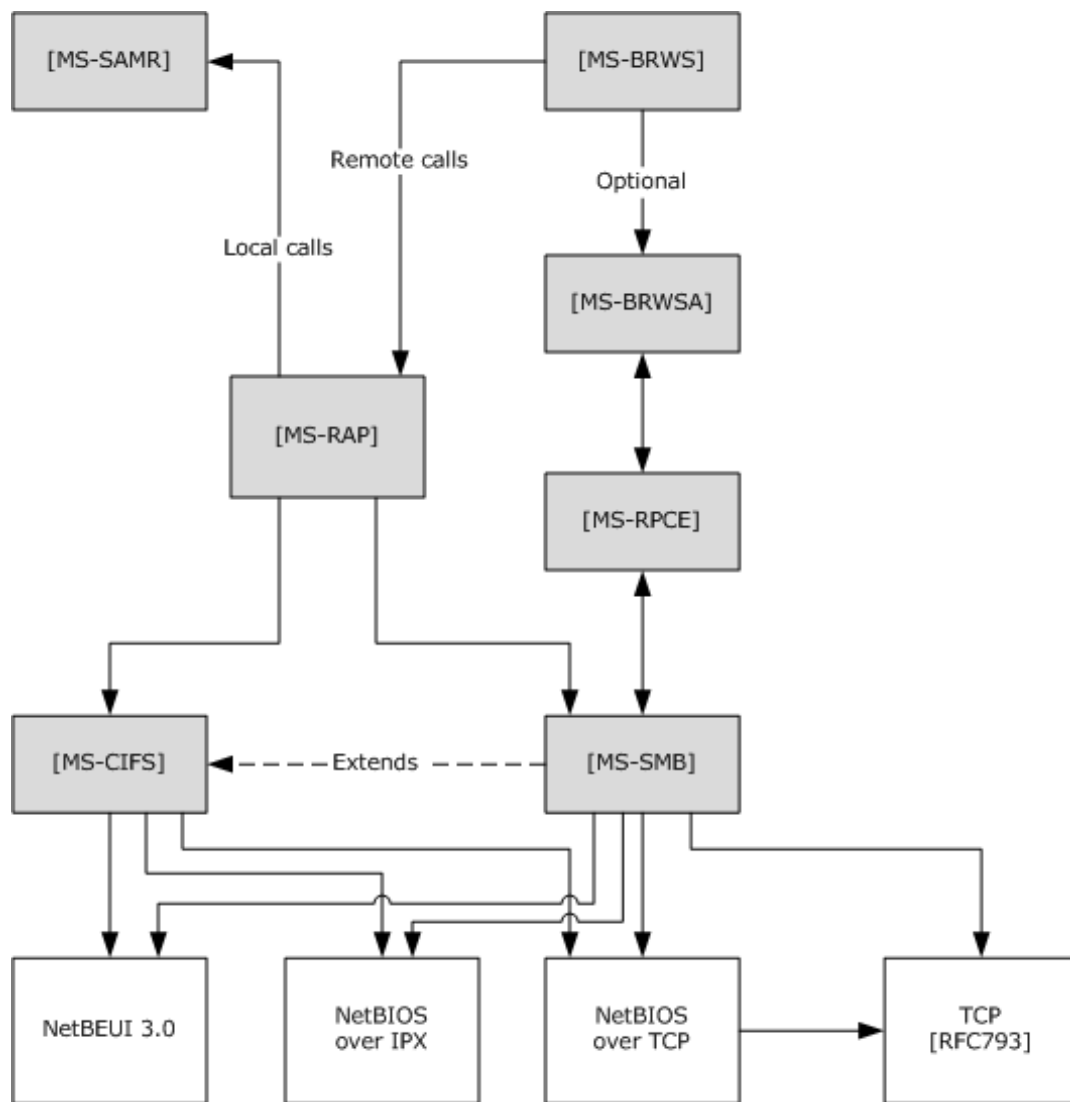 [MS-SAMR]
[MS-BRWS]
Remote calls
Optional
Local calls
[MS-BRWSA]
[MS-RAP]
[MS-RPCE]
[MS-CIFS]
Extends
[MS-SMB]
NetBEUI 3.0
NetBIOS
over IPX
NetBIOS
over TCP
TCP
[RFC793]